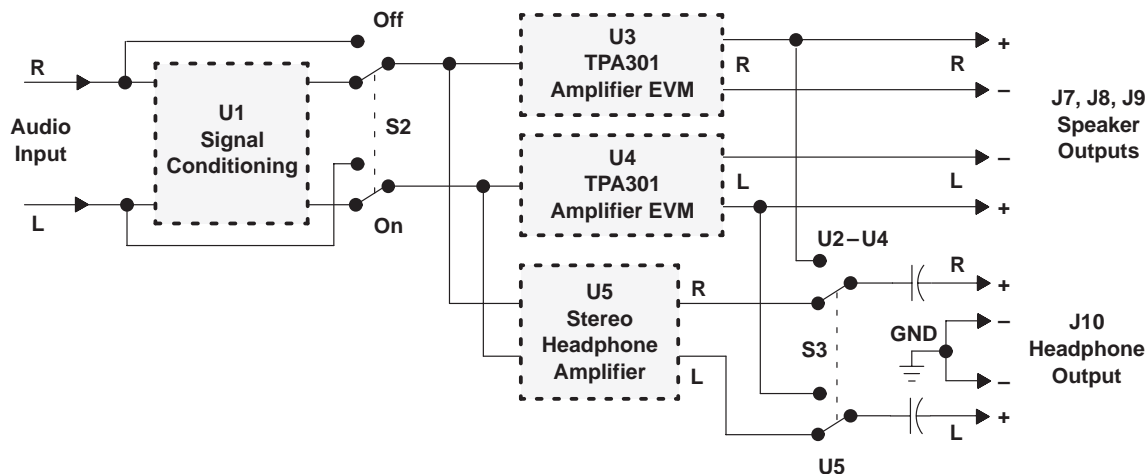 Off
R
Audio
Input
L
U1
Signal
Conditioning
S2
On
U3
TPA301
Amplifier EVM
R
R
+
−
U4
TPA301
Amplifier EVM
L
−
L
+
J7, J8, J9
Speaker
Outputs
U2−U4
U5
Stereo
Headphone
Amplifier
R
L
S3
U5
R
+
GND
−
−
L
+
J10
Headphone
Output